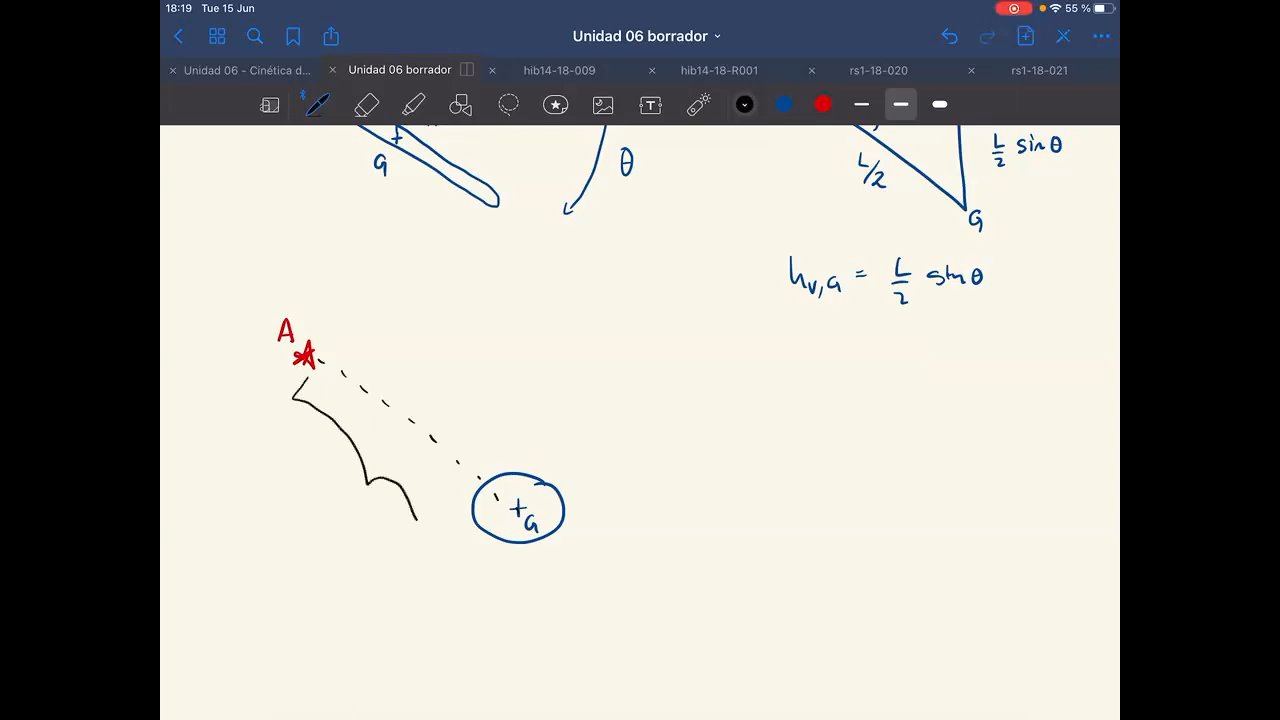 18:19 Tue 15 Jun
55 %
Unidad 06 borrador
Unidad 06 - Cinética d...
Unidad 06 borrador
hib14-18-009
hib14-18-R001
rs1-18-020
rs1-18-021
T
G
θ
L/2
L/2 sin θ
G
h_{v,G} = L/2 sin θ
A
G